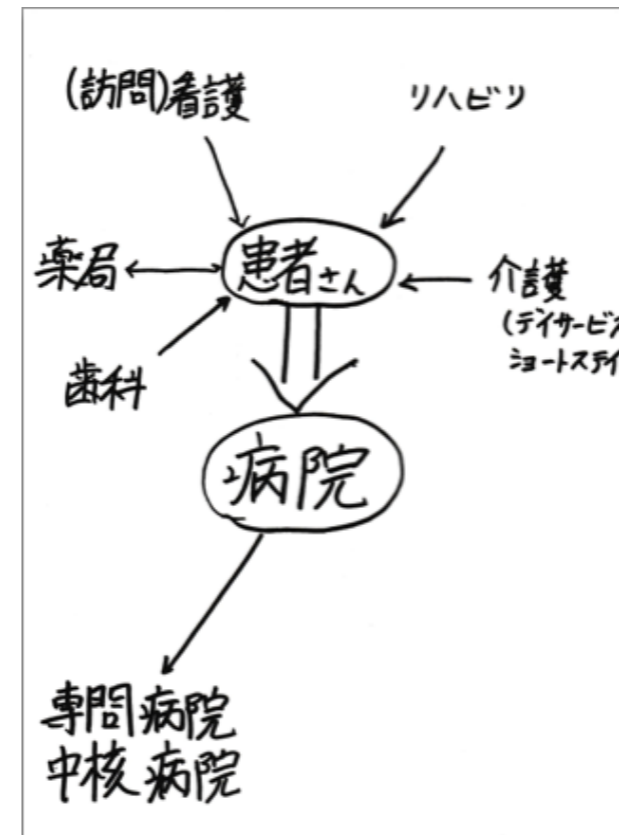 (訪問)看護
リハビリ
薬局
患者さん
介護
(デイサービス
ショートステイ
歯科
病院
専門病院
中核病院